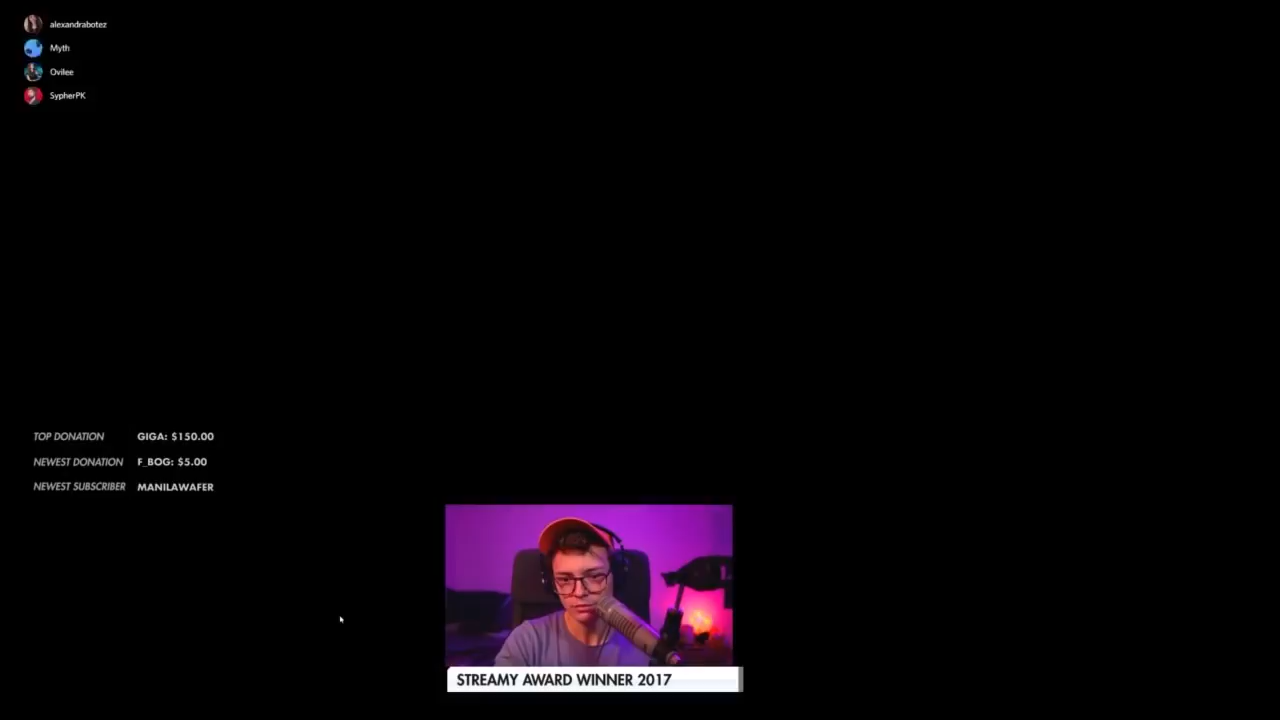 alexandrabotez
Myth
Ovilee
SypherPK
TOP DONATION GIGA: $150.00
NEWEST DONATION F_BOG: $5.00
NEWEST SUBSCRIBER MANILAWAFER
STREAMY AWARD WINNER 2017